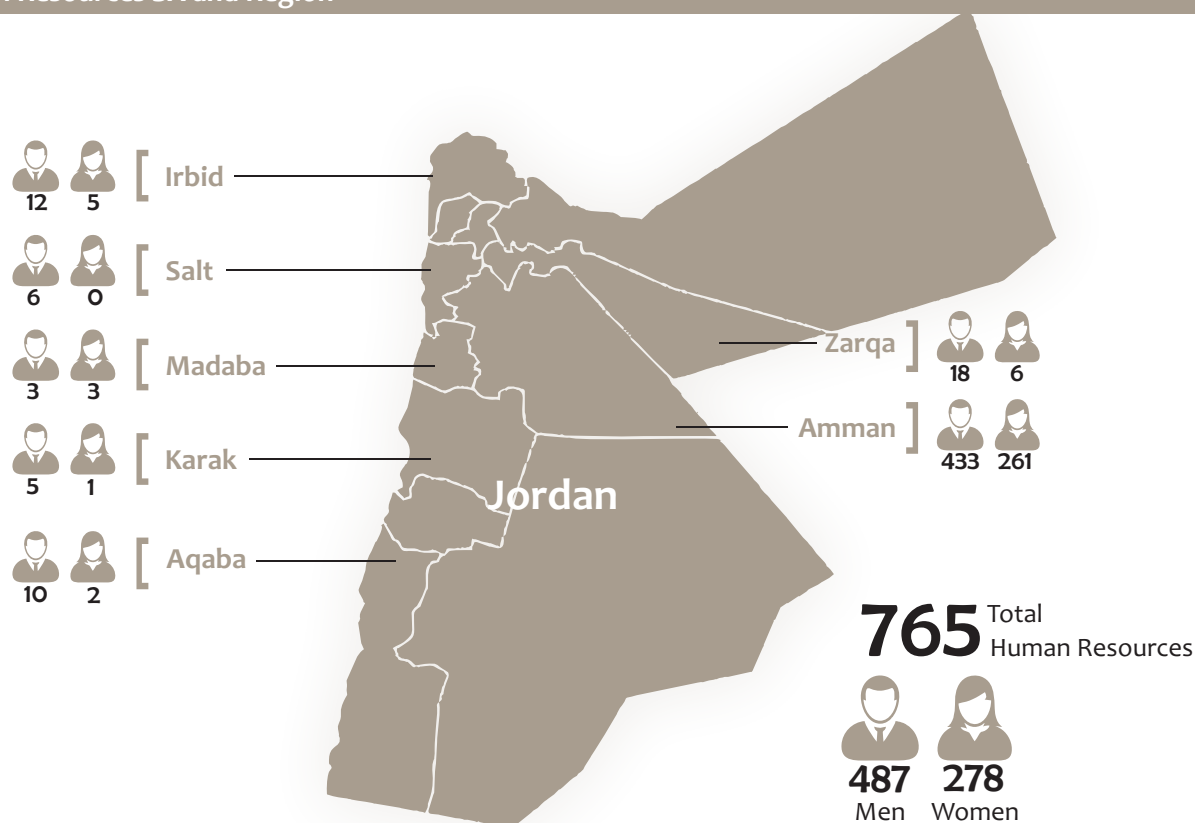 Irbid
12 5
Salt
6 0
Madaba
3 3
Karak
5 1
Aqaba
10 2
Zarqa
18 6
Amman
433 261
Jordan
765 Total
Human Resources
487 278
Men Women